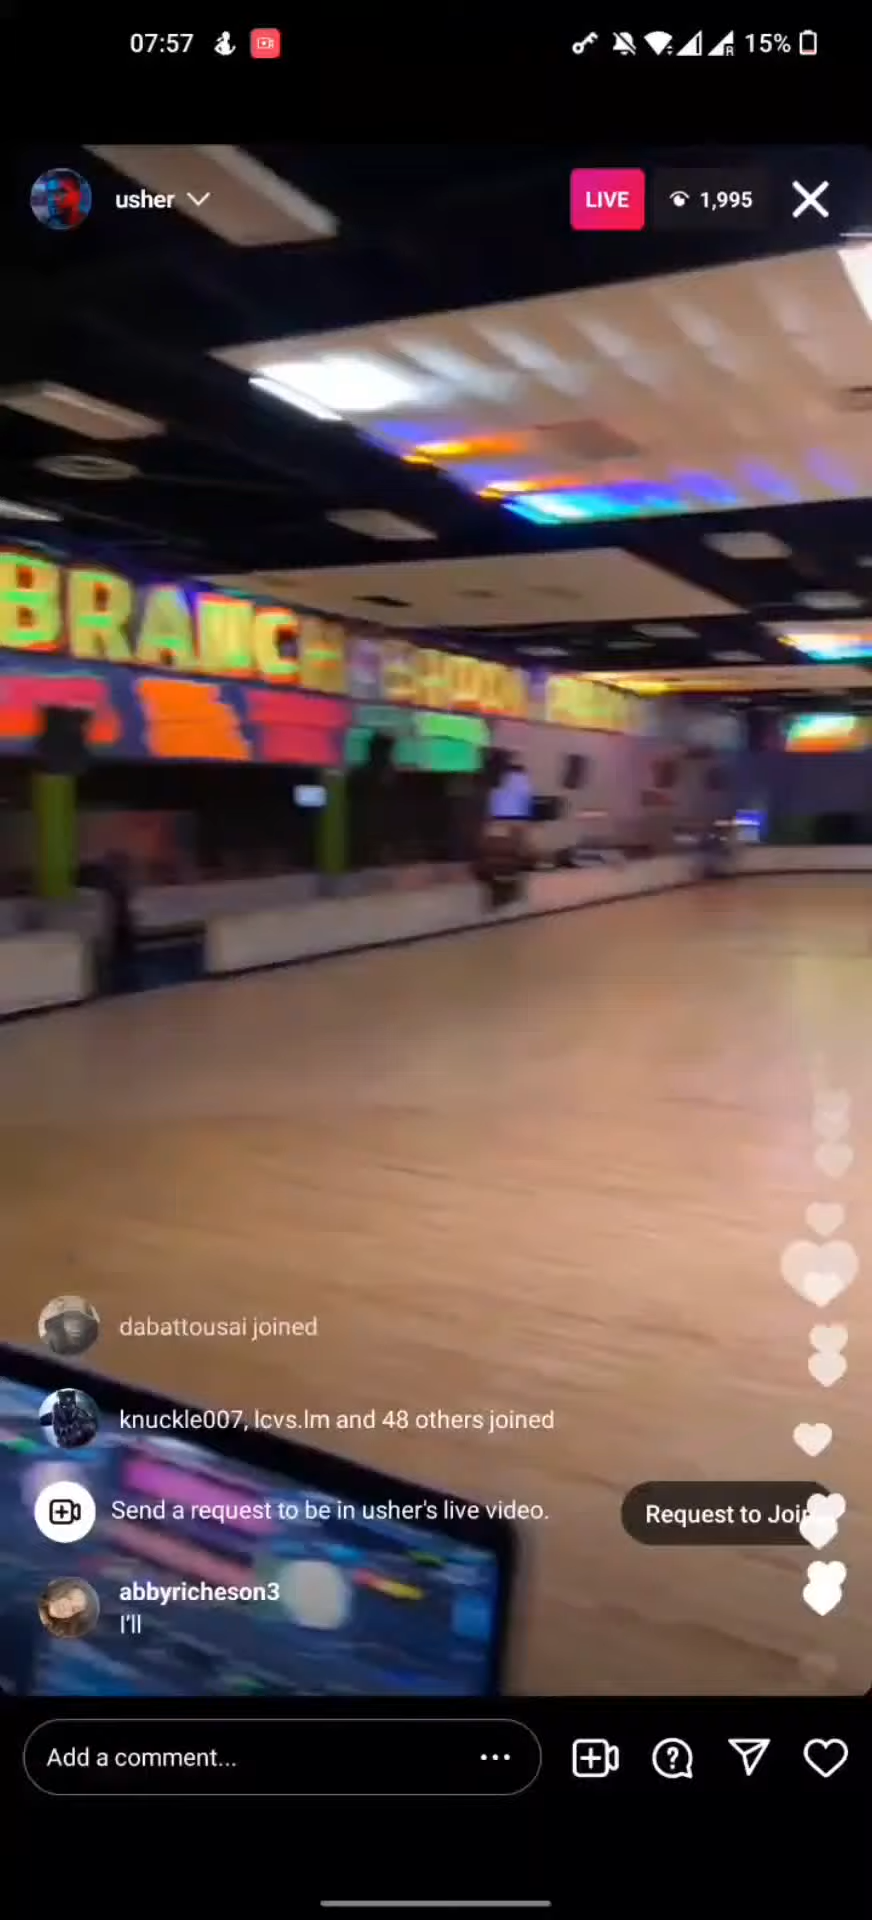 07:57
15%
R
usher
LIVE
1,995
BRANCH
dabattousai joined
knuckle007, lcvs.lm and 48 others joined
Send a request to be in usher's live video.
Request to Joi
abbyricheson3
I'll
Add a comment...